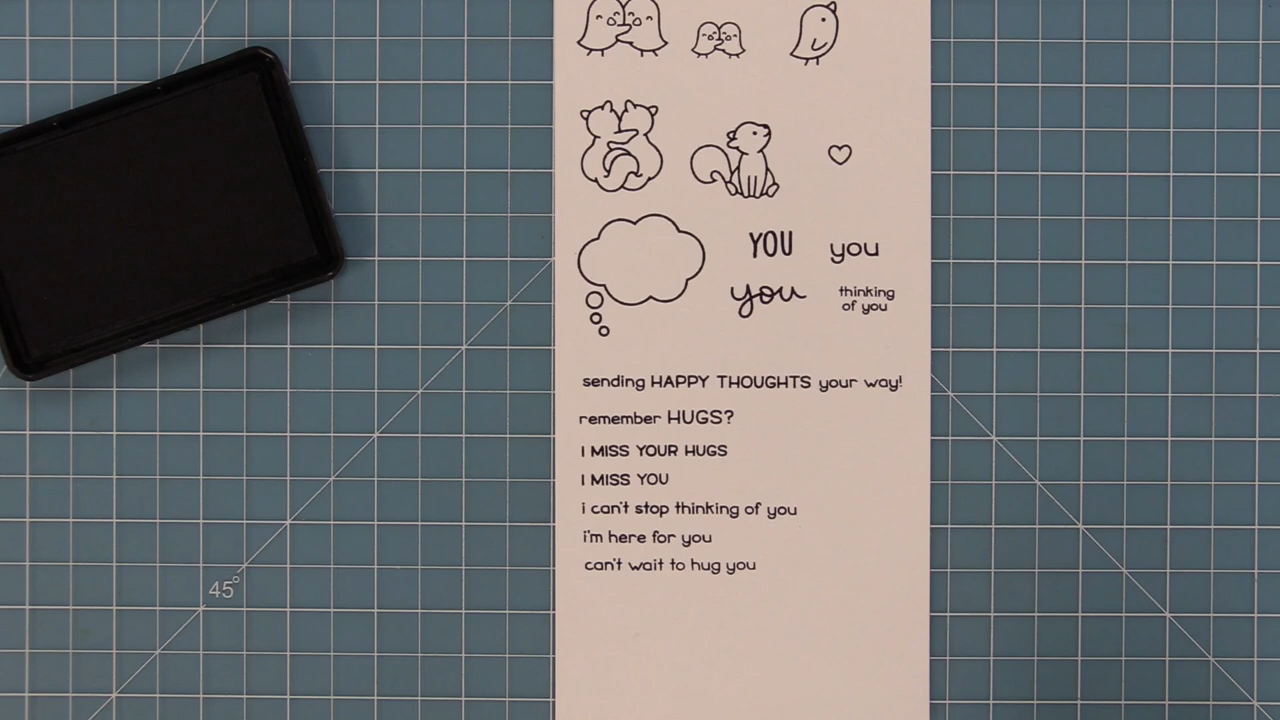 YOU
you
you
thinking
of you
sending HAPPY THOUGHTS your way!
remember HUGS?
I MISS YOUR HUGS
I MISS YOU
i can't stop thinking of you
i'm here for you
can't wait to hug you
45°